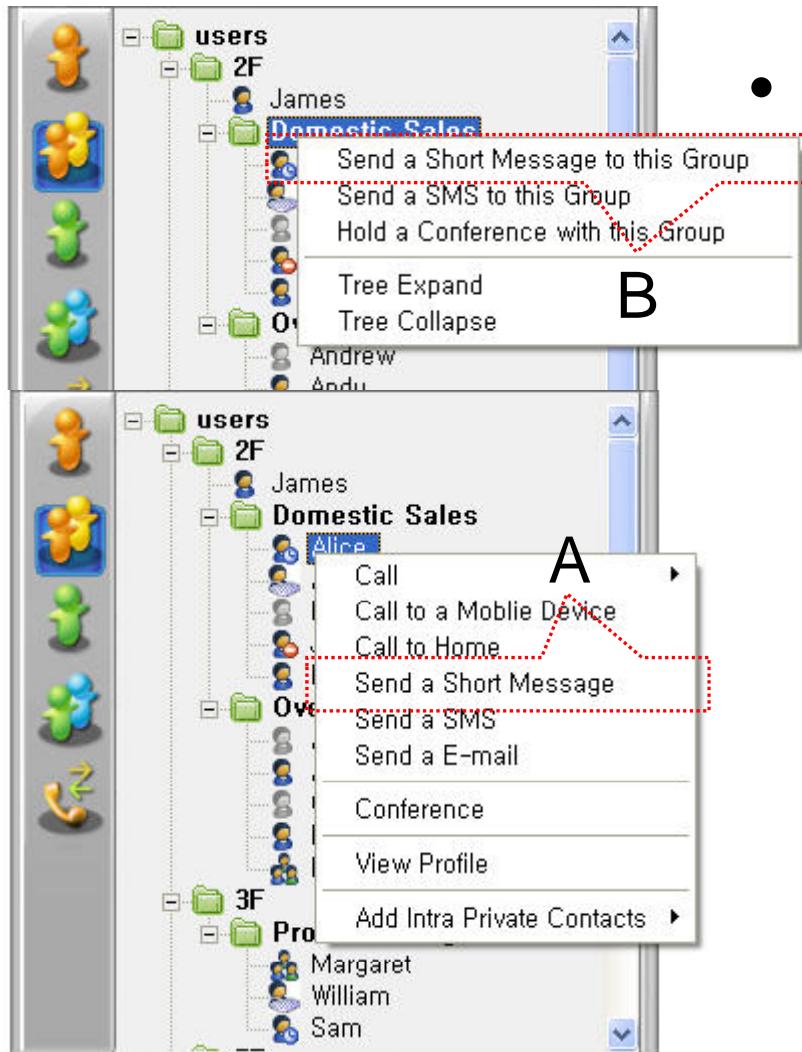 users
2F
James
Domestic Sales
Send a Short Message to this Group
Send a SMS to this Group
Hold a Conference with this Group
Tree Expand
Tree Collapse
B
Andrew
Andy
users
2F
James
Domestic Sales
Alice
A
Call
Call to a Moblie Device
Call to Home
Send a Short Message
Send a SMS
Send a E-mail
Conference
View Profile
Add Intra Private Contacts
3F
Margaret
William
Sam